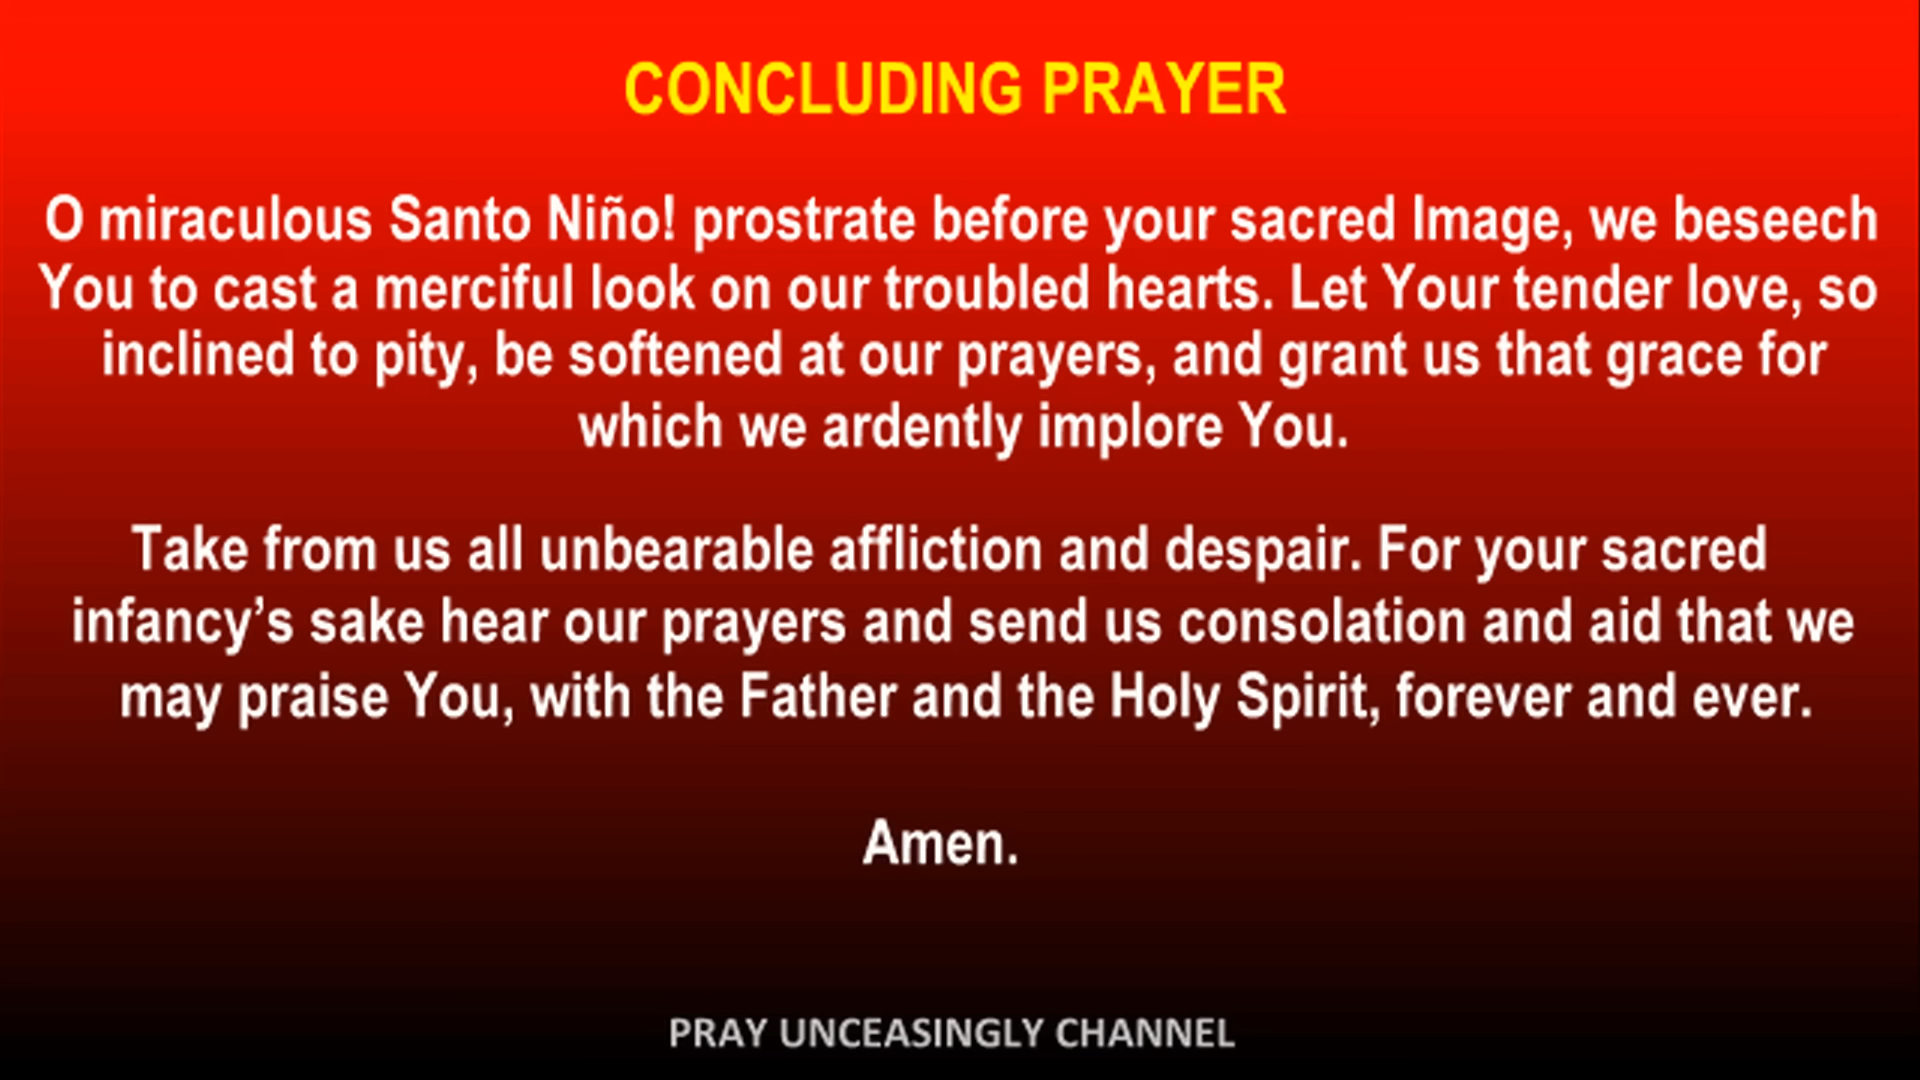 CONCLUDING PRAYER
O miraculous Santo Niño! prostrate before your sacred Image, we beseech
You to cast a merciful look on our troubled hearts. Let Your tender love, so
inclined to pity, be softened at our prayers, and grant us that grace for
which we ardently implore You.
Take from us all unbearable affliction and despair. For your sacred
infancy’s sake hear our prayers and send us consolation and aid that we
may praise You, with the Father and the Holy Spirit, forever and ever.
Amen.
PRAY UNCEASINGLY CHANNEL